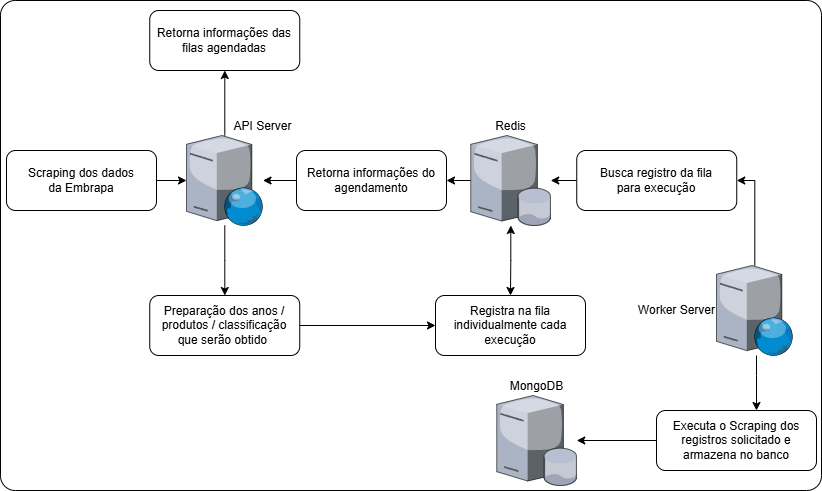 Retorna informações das
filas agendadas
API Server
Redis
Scraping dos dados
da Embrapa
Retorna informações do
agendamento
Busca registro da fila
para execução
Preparação dos anos /
produtos / classificação
que serão obtido
Registra na fila
individualmente cada
execução
Worker Server
MongoDB
Executa o Scraping dos
registros solicitado e
armazena no banco